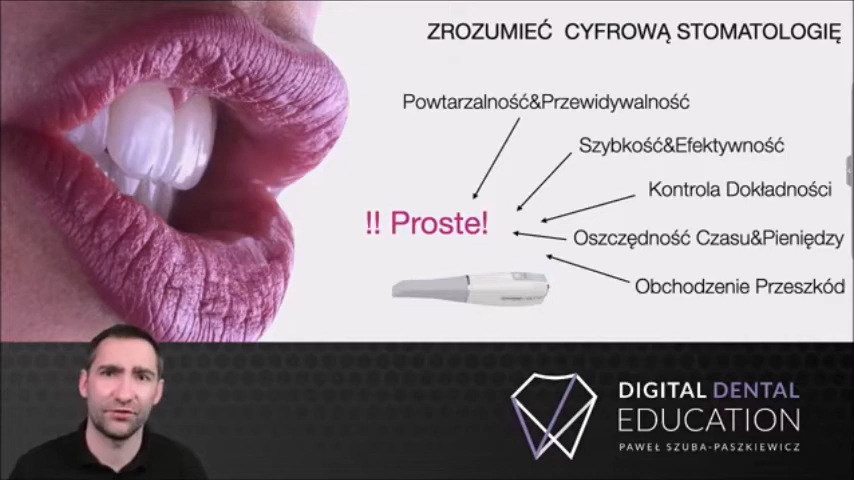 ZROZUMIEĆ CYFROWĄ STOMATOLOGIĘ
Powtarzalność&Przewidywalność
Szybkość&Efektywność
Kontrola Dokładności
!! Proste!
Oszczędność Czasu&Pieniędzy
Obchodzenie Przeszkód
DIGITAL DENTAL
EDUCATION
PAWEŁ SZUBA-PASZKIEWICZ